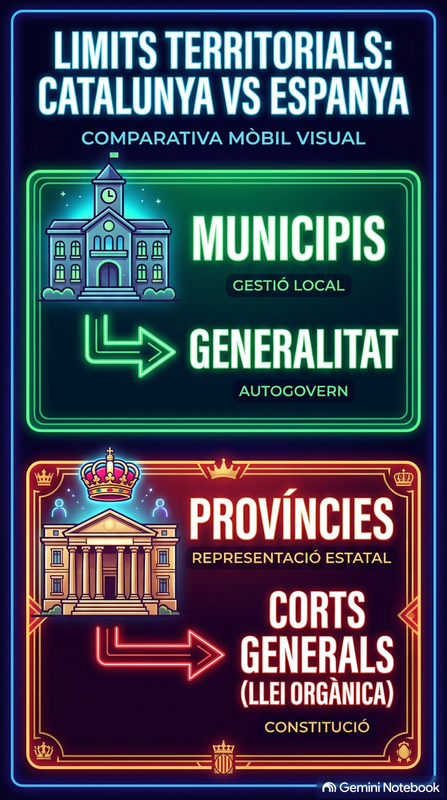 LIMITS TERRITORIALS:
CATALUNYA VS ESPANYA
COMPARATIVA MÒBIL VISUAL
MUNICIPIS
GESTIÓ LOCAL
GENERALITAT
AUTOGOVERN
PROVÍNCIES
REPRESENTACIÓ ESTATAL
CORTS
GENERALS
(LLEI ORGÀNICA)
CONSTITUCIÓ
Gemini Notebook